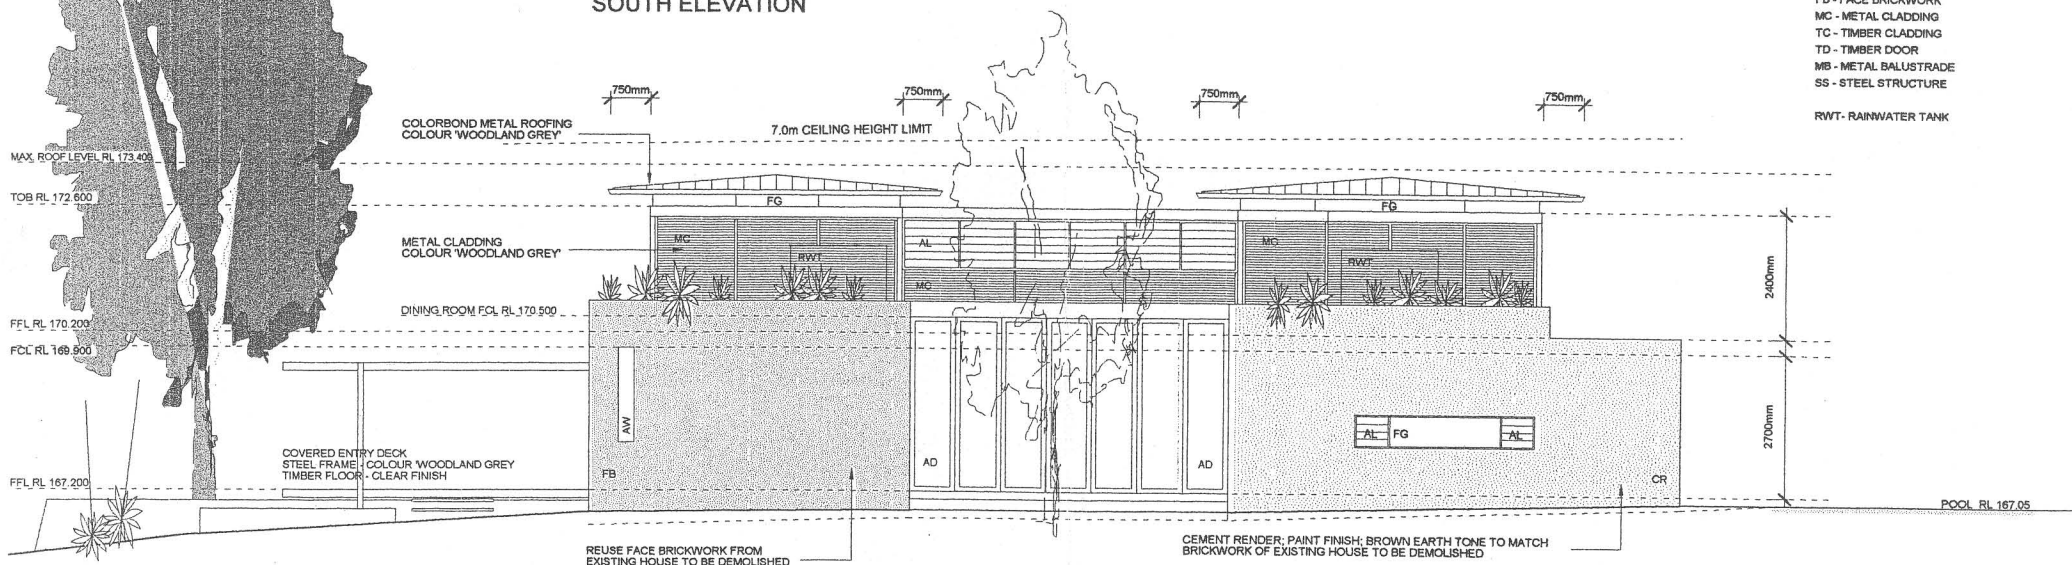 SOUTH ELEVATION
FB - FACE BRICKWORK
MC - METAL CLADDING
TC - TIMBER CLADDING
TD - TIMBER DOOR
MB - METAL BALUSTRADE
SS - STEEL STRUCTURE
RWT- RAINWATER TANK
750mm
750mm
750mm
750mm
COLORBOND METAL ROOFING
COLOUR 'WOODLAND GREY'
7.0m CEILING HEIGHT LIMIT
MAX. ROOF LEVEL RL 173.400
TOB RL 172.600
FG
FG
METAL CLADDING
COLOUR 'WOODLAND GREY'
MC
RWT
AL
MC
MC
RWT
2400mm
DINING ROOM FCL RL 170.500
FFL RL 170.200
FCL RL 169.900
AW
AL
FG
AL
2700mm
COVERED ENTRY DECK
STEEL FRAME - COLOUR 'WOODLAND GREY
TIMBER FLOOR - CLEAR FINISH
FB
AD
AD
CR
FFL RL 167.200
POOL RL 167.05
REUSE FACE BRICKWORK FROM
EXISTING HOUSE TO BE DEMOLISHED
CEMENT RENDER; PAINT FINISH; BROWN EARTH TONE TO MATCH
BRICKWORK OF EXISTING HOUSE TO BE DEMOLISHED